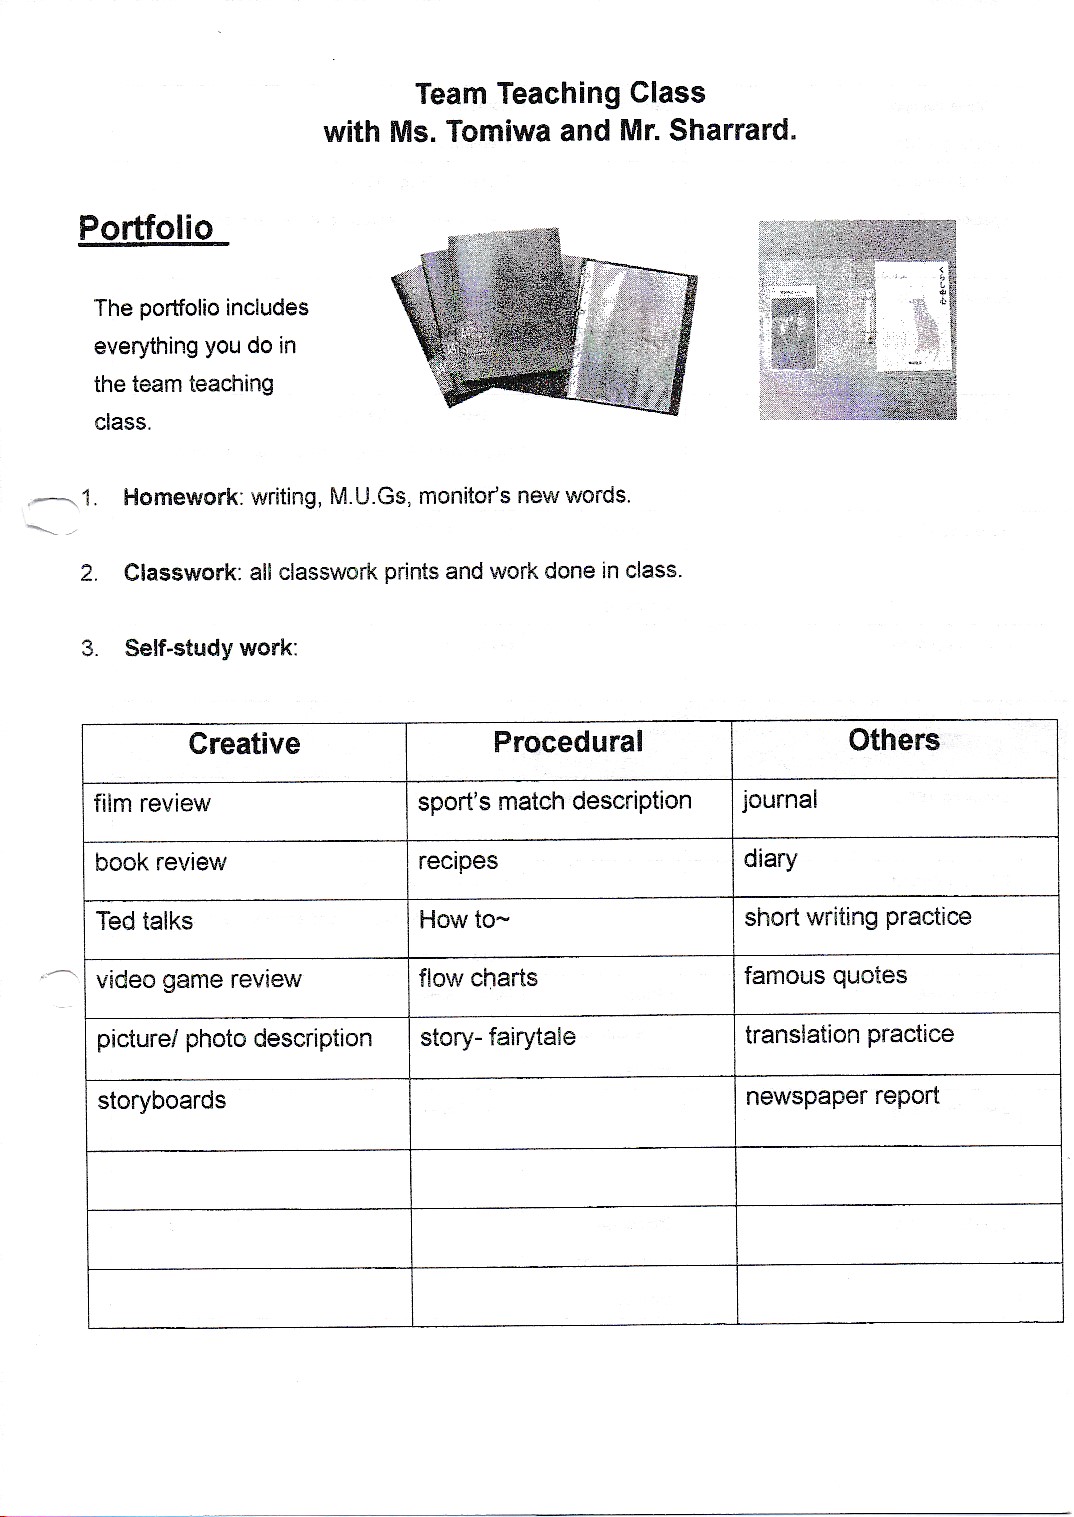 Team Teaching Class
with Ms. Tomiwa and Mr. Sharrard.
Portfolio
The portfolio includes
everything you do in
the team teaching
class.
1. Homework: writing, M.U.Gs, monitor's new words.
2. Classwork: all classwork prints and work done in class.
3. Self-study work:
Creative Procedural Others
film review sport's match description journal
book review recipes diary
Ted talks How to~ short writing practice
video game review flow charts famous quotes
picture/ photo description story- fairytale translation practice
storyboards newspaper report